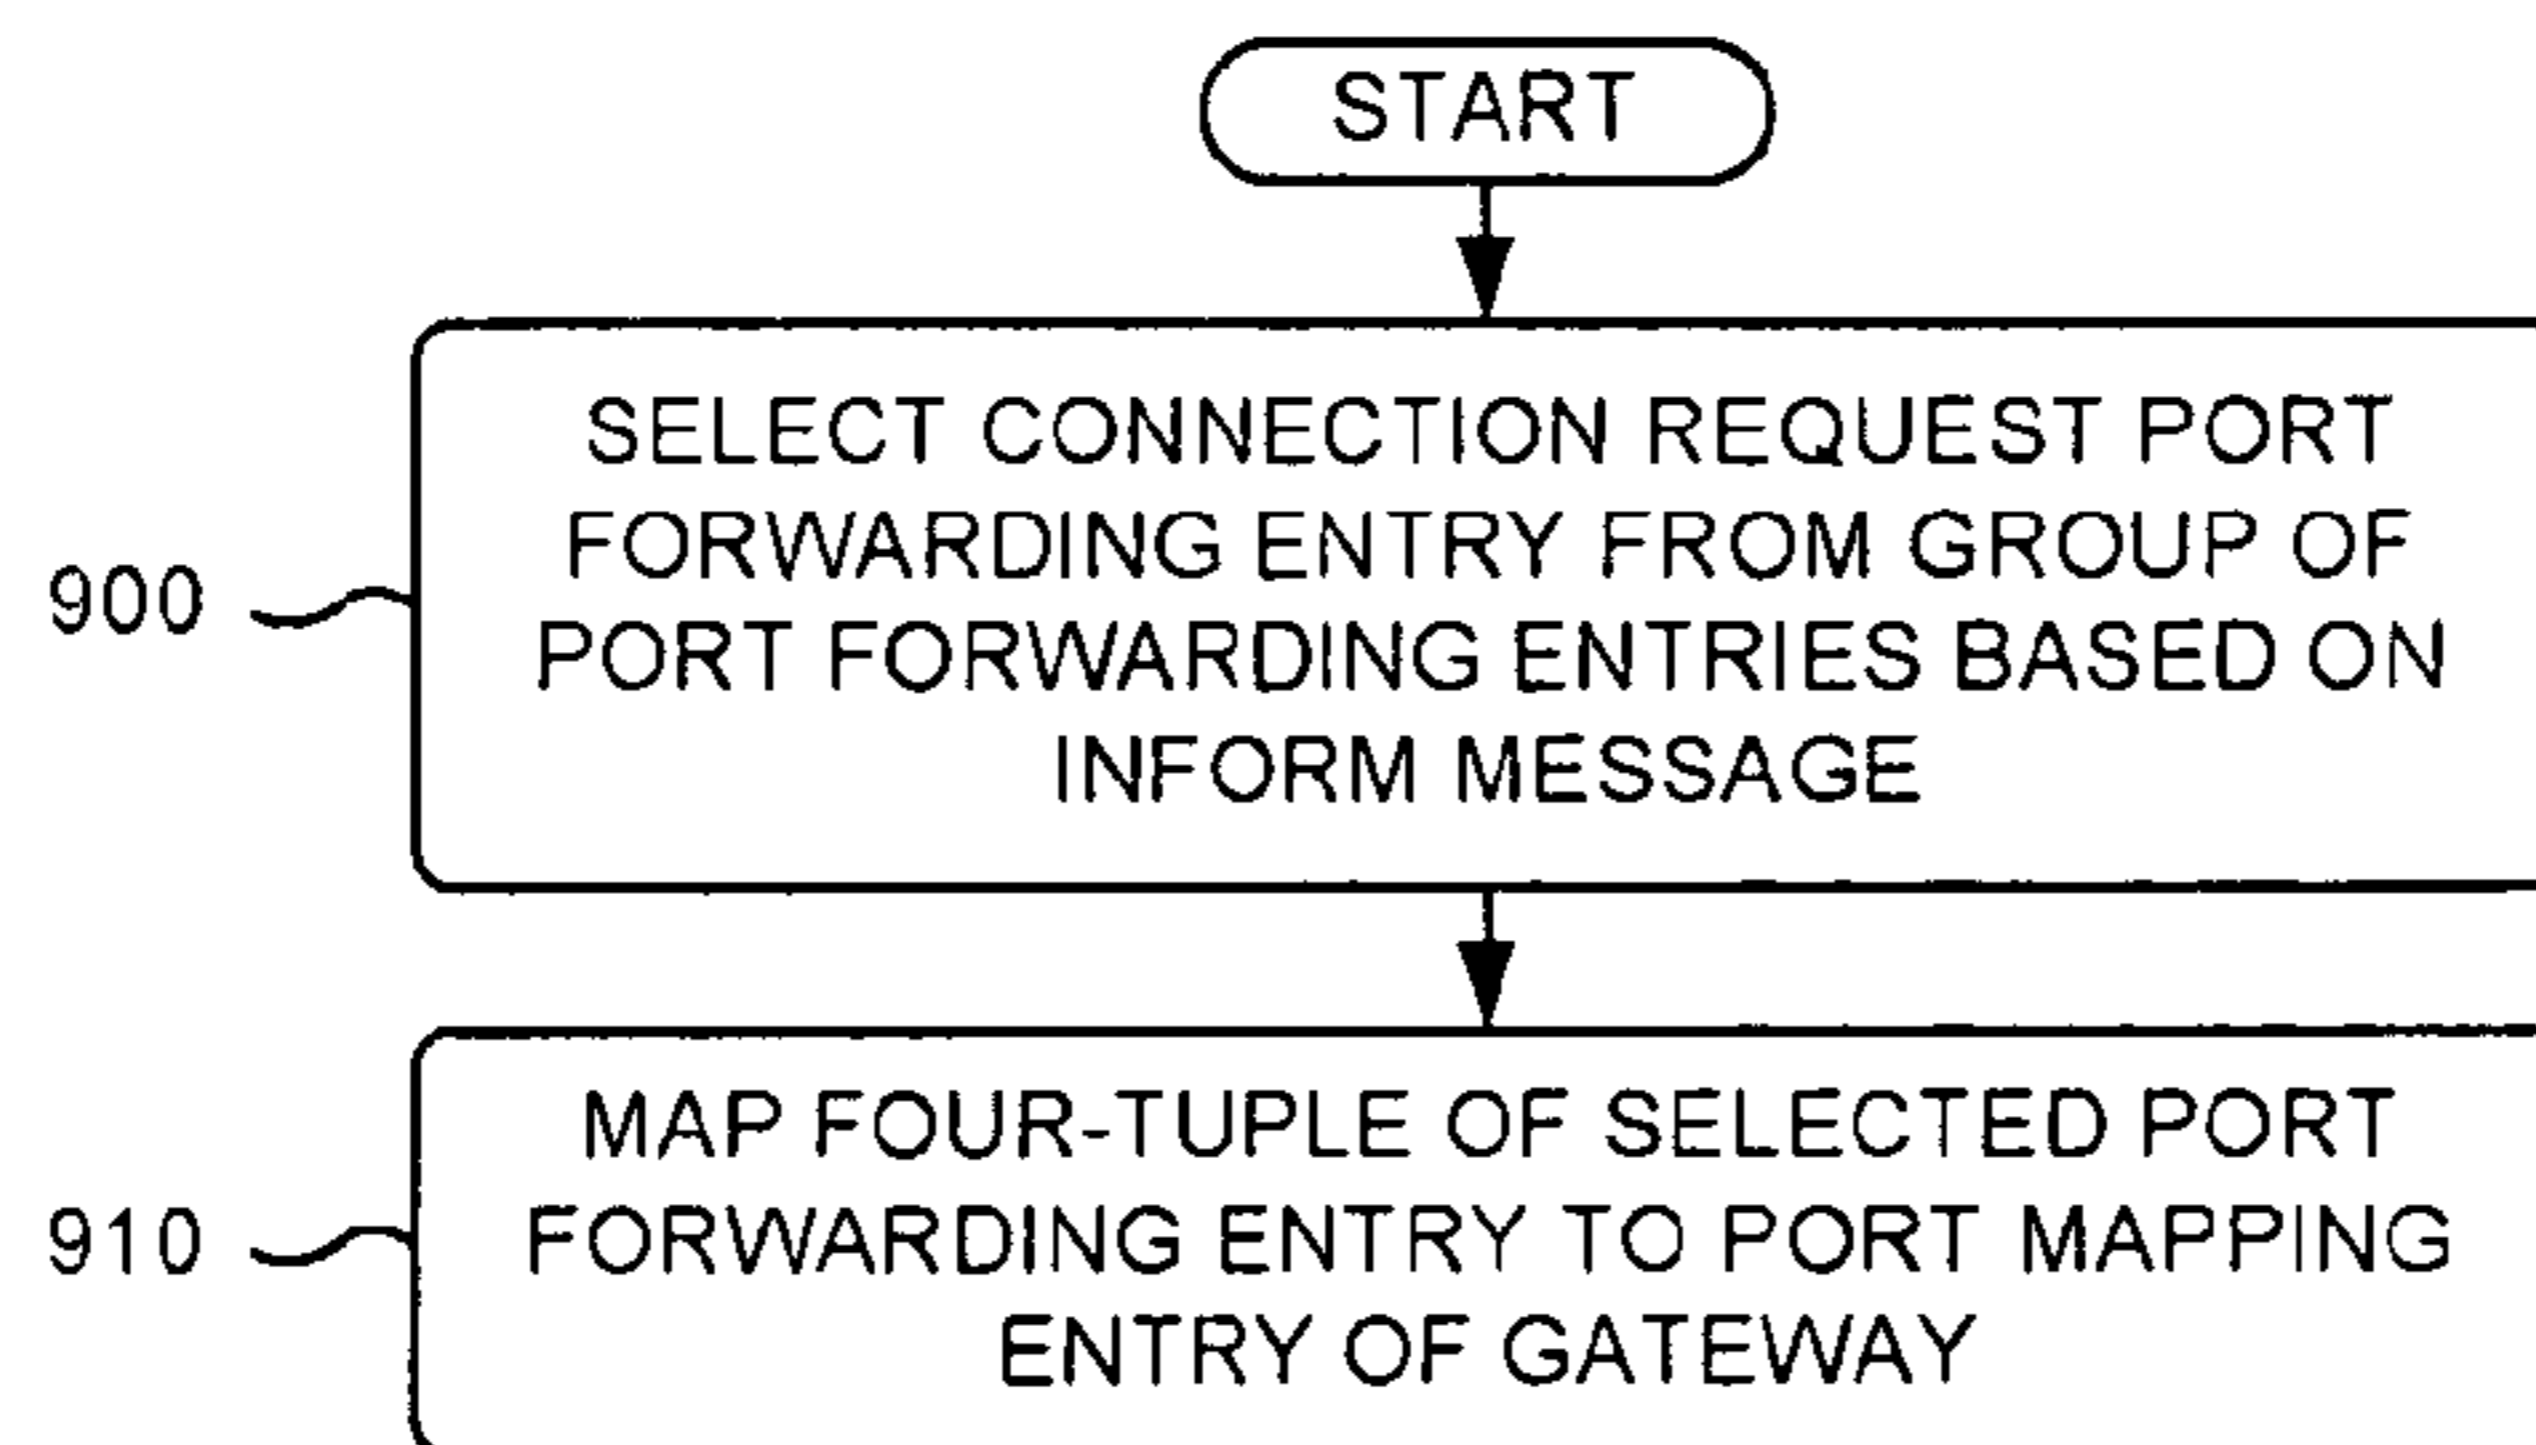 START
SELECT CONNECTION REQUEST PORT
FORWARDING ENTRY FROM GROUP OF
PORT FORWARDING ENTRIES BASED ON
INFORM MESSAGE
900
MAP FOUR-TUPLE OF SELECTED PORT
FORWARDING ENTRY TO PORT MAPPING
ENTRY OF GATEWAY
910